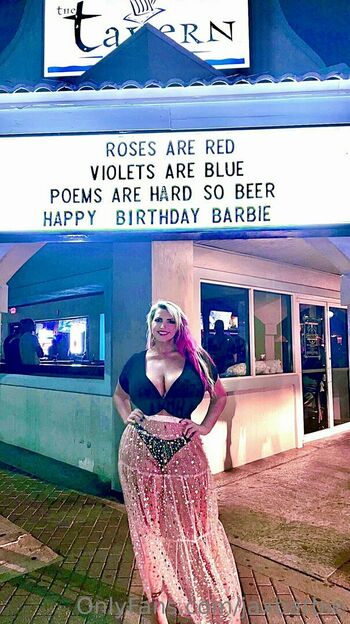 the
tavern
ROSES ARE RED
VIOLETS ARE BLUE
POEMS ARE HARD SO BEER
HAPPY BIRTHDAY BARBIE